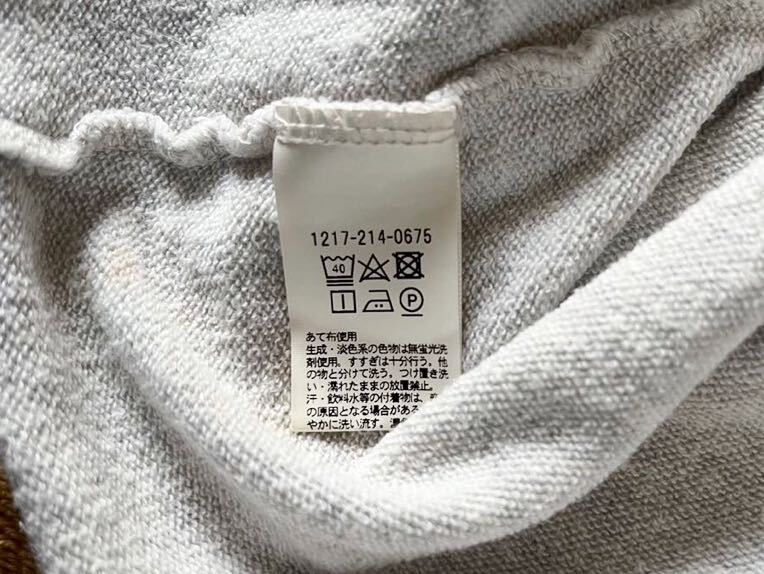 1217-214-0675
40
P
あて布使用
生成・淡色系の色物は無蛍光洗
剤使用。すすぎは十分行う。他
の物と分けて洗う。つけ置き洗
い・濡れたままの放置禁止。
汗・飲料水等の付着物は、
の原因となる場合がある
やかに洗い流す。